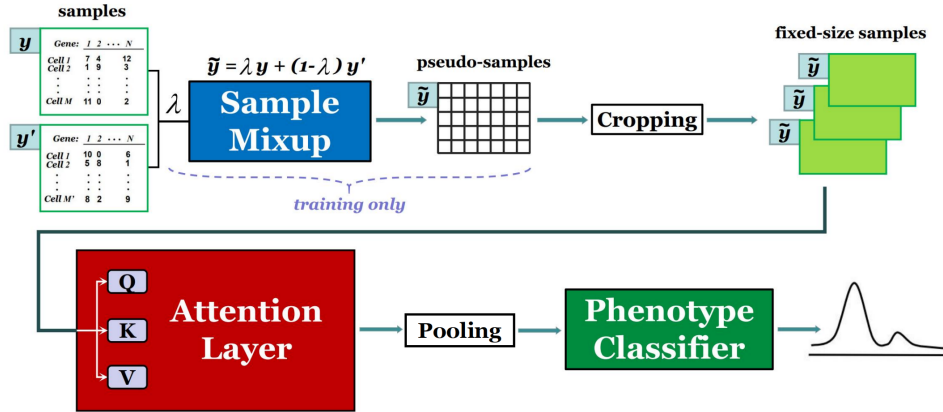 samples
y
Gene: 1 2 ... N
Cell 1 7 4 12
Cell 2 1 9 3
Cell M 11 0 2
y'
Gene: 1 2 ... N
Cell 1 10 0 6
Cell 2 5 8 1
Cell M' 8 2 9
λ
ỹ = λ y + (1-λ) y'
Sample
Mixup
training only
pseudo-samples
ỹ
Cropping
fixed-size samples
ỹ
ỹ
ỹ
Q
K
V
Attention
Layer
Pooling
Phenotype
Classifier